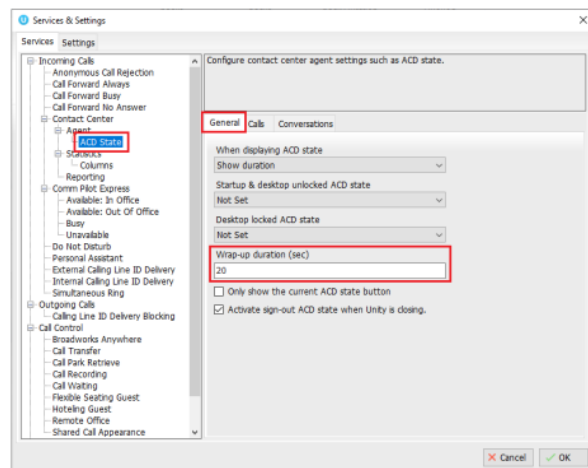 Services & Settings
Services Settings
Incoming Calls
Anonymous Call Rejection
Call Forward Always
Call Forward Busy
Call Forward No Answer
Contact Center
Agent
ACD State
Statistics
Columns
Reporting
Comm Pilot Express
Available: In Office
Available: Out Of Office
Busy
Unavailable
Do Not Disturb
Personal Assistant
External Calling Line ID Delivery
Internal Calling Line ID Delivery
Simultaneous Ring
Outgoing Calls
Calling Line ID Delivery Blocking
Call Control
Broadworks Anywhere
Call Transfer
Call Park Retrieve
Call Recording
Call Waiting
Flexible Seating Guest
Hoteling Guest
Remote Office
Shared Call Appearance
Configure contact center agent settings such as ACD state.
General Calls Conversations
When displaying ACD state
Show duration
Startup & desktop unlocked ACD state
Not Set
Desktop locked ACD state
Not Set
Wrap-up duration (sec)
20
Only show the current ACD state button
Activate sign-out ACD state when Unity is closing.
Cancel OK